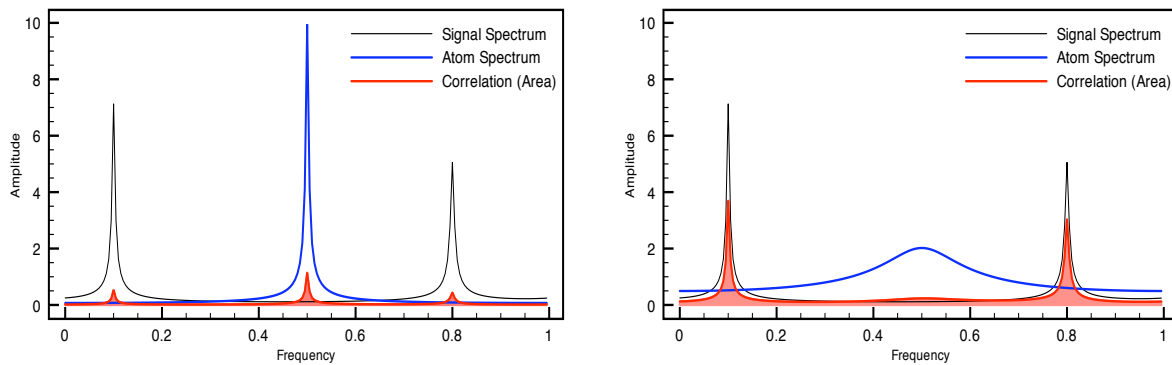 10
8
6
4
2
0
Amplitude
Signal Spectrum
Atom Spectrum
Correlation (Area)
0 0.2 0.4 0.6 0.8 1
Frequency
10
8
6
4
2
0
Amplitude
Signal Spectrum
Atom Spectrum
Correlation (Area)
0 0.2 0.4 0.6 0.8 1
Frequency